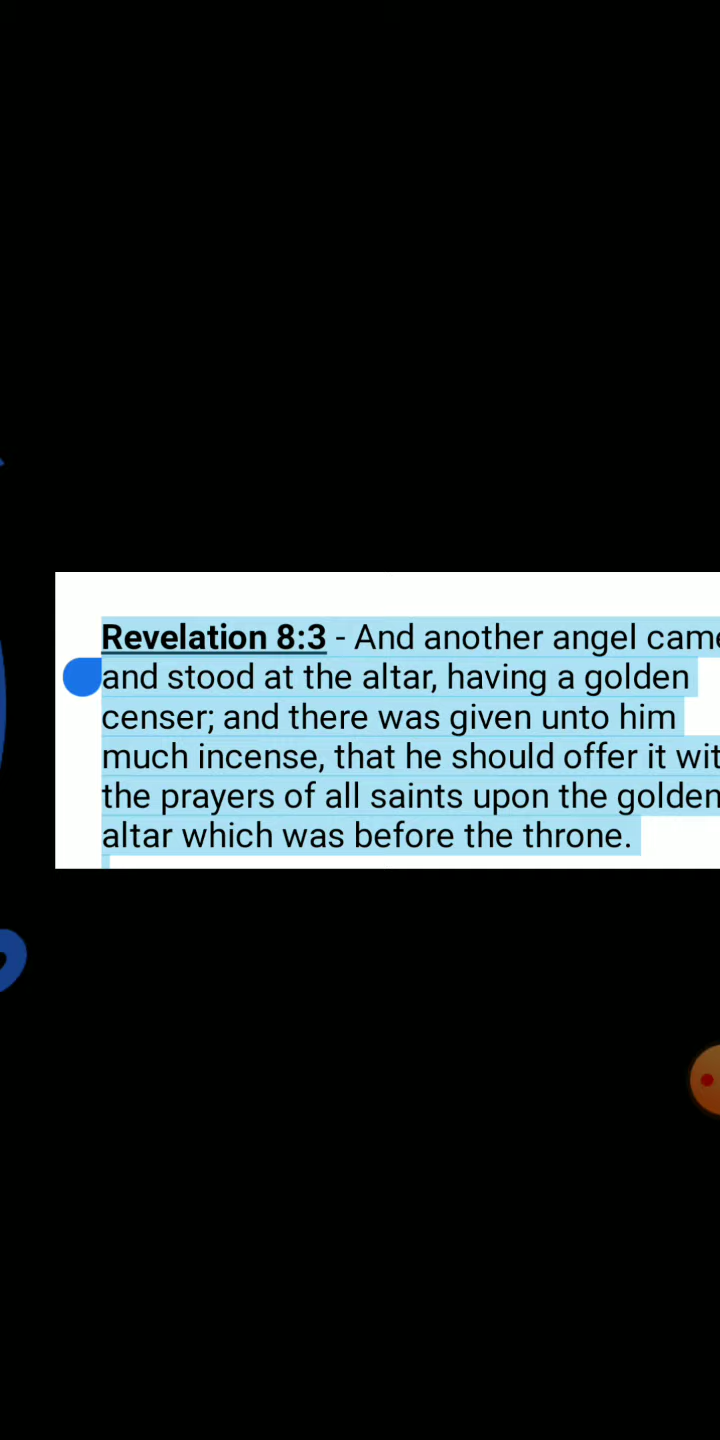 Revelation 8:3 - And another angel came
and stood at the altar, having a golden
censer; and there was given unto him
much incense, that he should offer it wit
the prayers of all saints upon the golden
altar which was before the throne.